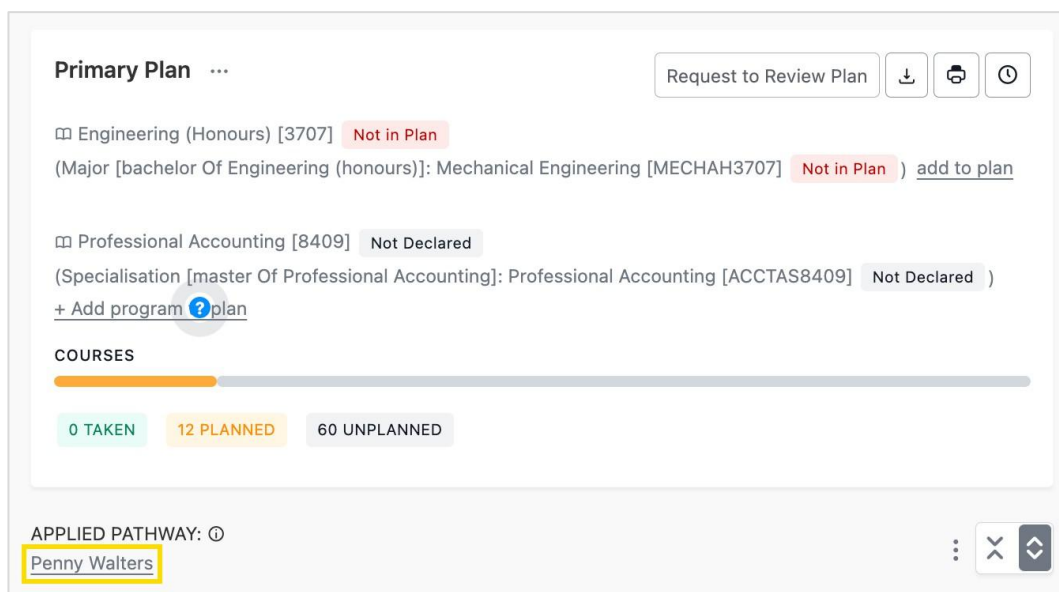 Primary Plan ...
Request to Review Plan
Engineering (Honours) [3707] Not in Plan
(Major [bachelor Of Engineering (honours)]: Mechanical Engineering [MECHAH3707] Not in Plan ) add to plan
Professional Accounting [8409] Not Declared
(Specialisation [master Of Professional Accounting]: Professional Accounting [ACCTAS8409] Not Declared )
+ Add program ? plan
COURSES
0 TAKEN 12 PLANNED 60 UNPLANNED
APPLIED PATHWAY:
Penny Walters